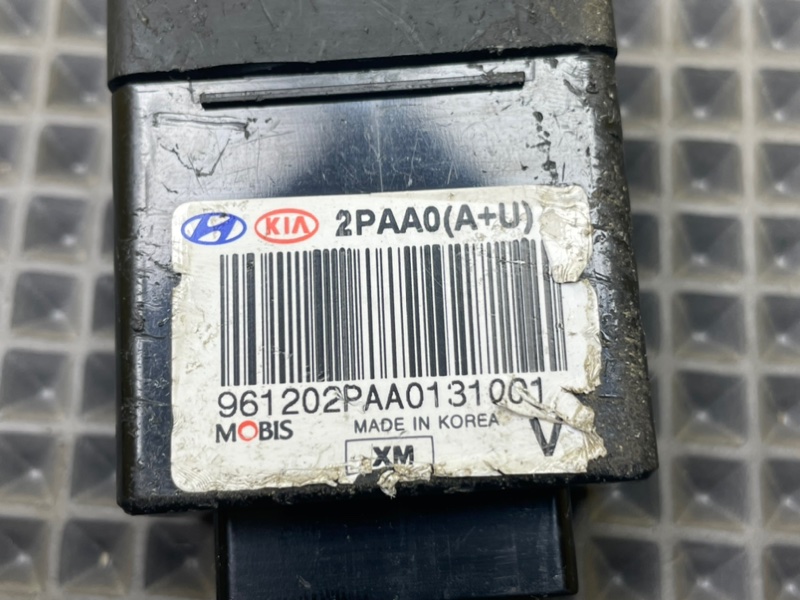 KIA 2PAA0(A+U)
961202PAA0131001
MOBIS MADE IN KOREA V
XM